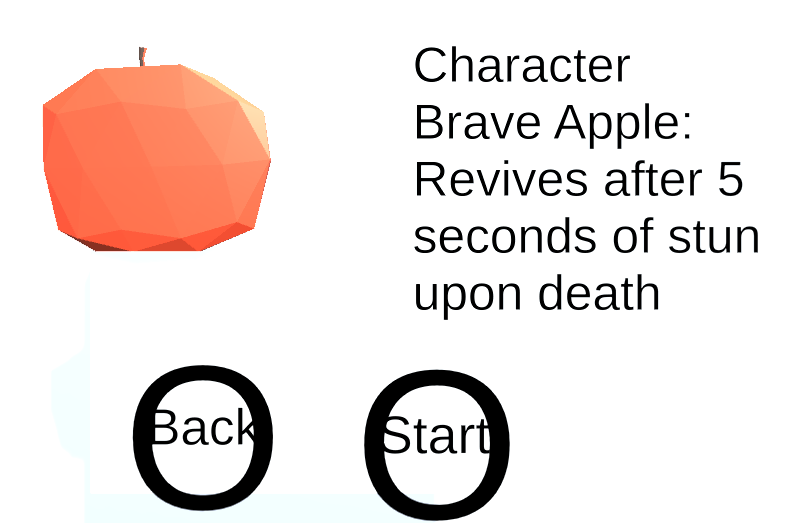 Character
Brave Apple:
Revives after 5
seconds of stun
upon death
Back
Start